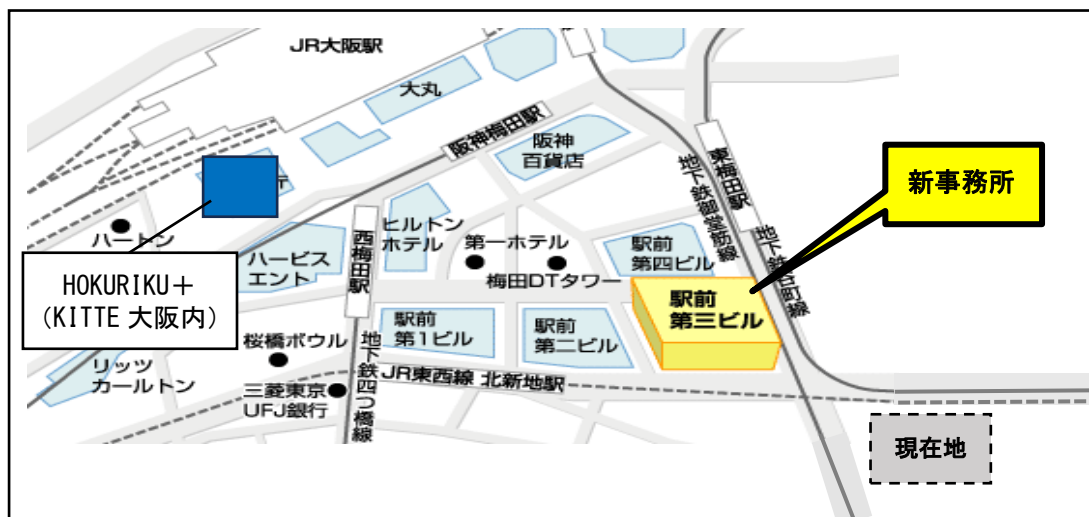 JR大阪駅
大丸
阪神梅田駅
阪神
百貨店
東梅田駅
地下鉄御堂筋線
地下鉄谷町線
新事務所
ハートン
HOKURIKU＋
(KITTE 大阪内)
ハービス
エント
西梅田駅
ヒルトン
ホテル
第一ホテル
梅田DTタワー
駅前
第四ビル
駅前
第三ビル
駅前
第1ビル
駅前
第二ビル
桜橋ボウル
リッツ
カールトン
三菱東京
UFJ銀行
地下鉄四つ橋線
JR東西線 北新地駅
現在地